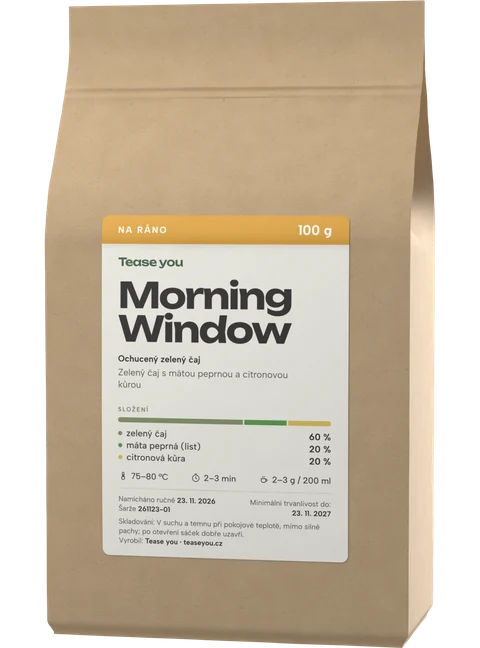 NA RÁNO
100 g
Tease you
Morning
Window
Ochucený zelený čaj
Zelený čaj s mátou peprnou a citronovou
kůrou
SLOŽENÍ
zelený čaj 60 %
máta peprná (list) 20 %
citronová kůra 20 %
75–80 °C 2–3 min 2–3 g / 200 ml
Namícháno ručně 23. 11. 2026
Šarže 261123-01
Minimální trvanlivost do:
23. 11. 2027
Skladování: V suchu a temnu při pokojové teplotě, mimo silné
pachy; po otevření sáček dobře uzavři.
Vyrobil: Tease you · teaseyou.cz